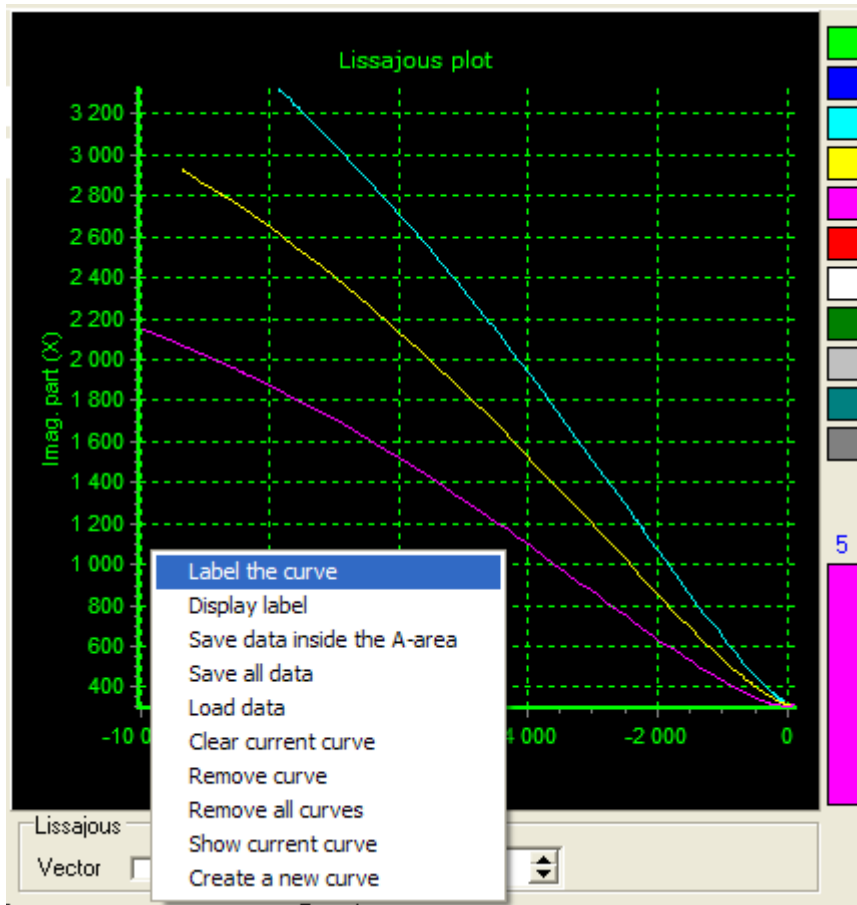 Lissajous plot
3 200
3 000
2 800
2 600
2 400
2 200
2 000
1 800
1 600
1 400
1 200
1 000
800
600
400
Imag. part (X)
5
Label the curve
Display label
Save data inside the A-area
Save all data
Load data
Clear current curve
Remove curve
Remove all curves
Show current curve
Create a new curve
-10 0 4 000 -2 000 0
Lissajous
Vector